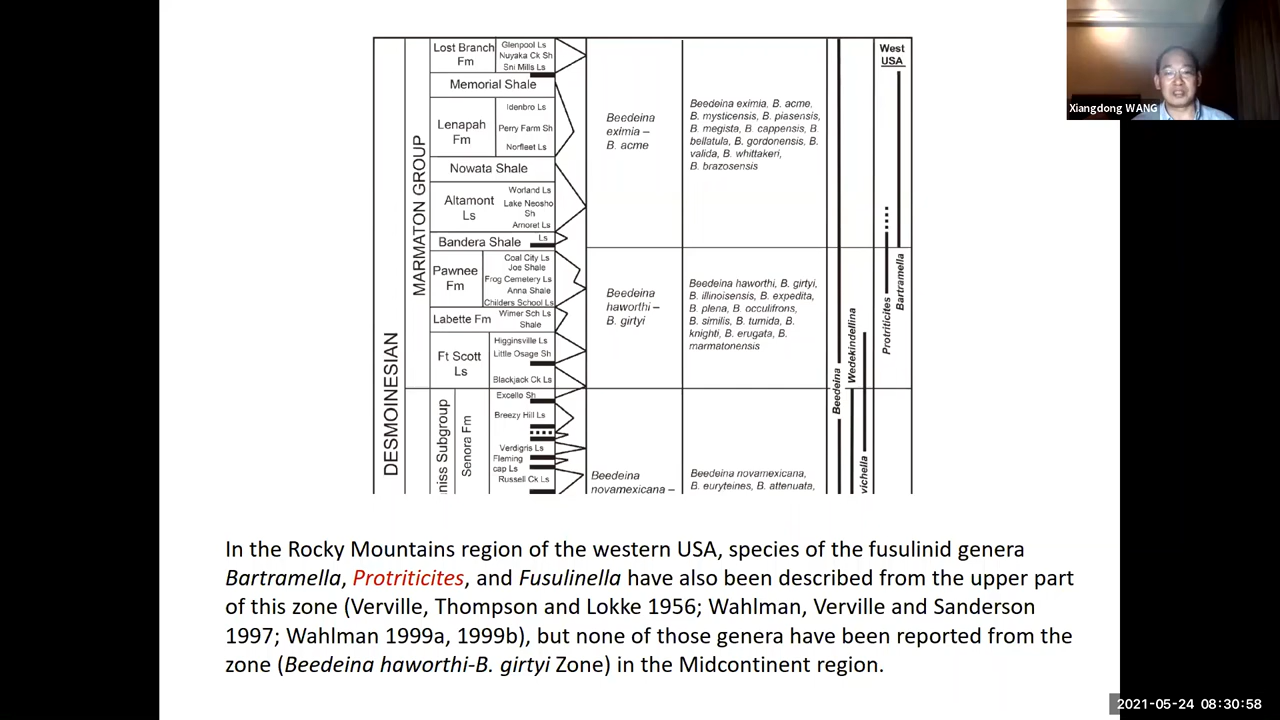 Lost Branch
Fm
Glenpool Ls
Nuyaka Ck Sh
Sni Mills Ls
West
USA
Memorial Shale
Xiangdong WANG
MARMATON GROUP
Lenapah
Fm
Idenbro Ls
Perry Farm Sh
Norfleet Ls
Beedeina
eximia –
B. acme
Beedeina eximia, B. acme,
B. mysticensis, B. piasensis,
B. megista, B. cappensis, B.
bellatula, B. gordonensis, B.
valida, B. whittakeri,
B. brazosensis
Nowata Shale
Altamont
Ls
Worland Ls
Lake Neosho
Sh
Amoret Ls
Bandera Shale
Ls
Pawnee
Fm
Coal City Ls
Joe Shale
Frog Cemetery Ls
Anna Shale
Childers School Ls
Beedeina
haworthi –
B. girtyi
Beedeina haworthi, B. girtyi,
B. illinoisensis, B. expedita,
B. plena, B. occulifrons,
B. similis, B. tumida, B.
knighti, B. erugata, B.
marmatonensis
Bartramella
Protriticites
Wedekindellina
Beedeina
Labette Fm
Wimer Sch Ls
Shale
DESMOINESIAN
Ft Scott
Ls
Higginsville Ls
Little Osage Sh
Blackjack Ck Ls
niss Subgroup
Senora Fm
Excello Sh
Breezy Hill Ls
Verdigris Ls
Fleming
cap Ls
Russell Ck Ls
Beedeina
novamexicana –
Beedeina novamexicana,
B. euryteines, B. attenuata,
vichella
In the Rocky Mountains region of the western USA, species of the fusulinid genera
Bartramella, Protriticites, and Fusulinella have also been described from the upper part
of this zone (Verville, Thompson and Lokke 1956; Wahlman, Verville and Sanderson
1997; Wahlman 1999a, 1999b), but none of those genera have been reported from the
zone (Beedeina haworthi-B. girtyi Zone) in the Midcontinent region.
2021-05-24 08:30:58